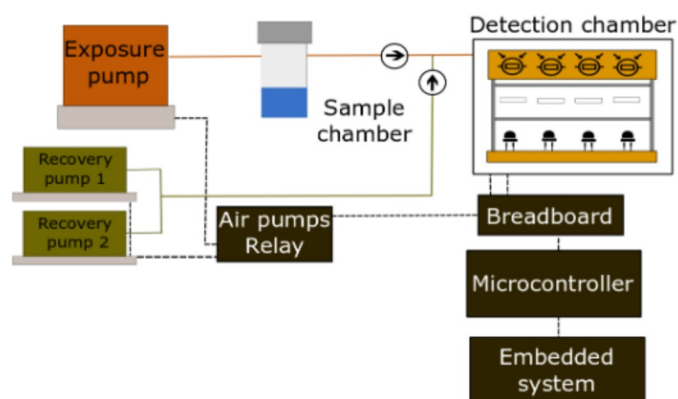 Detection chamber
Exposure
pump
Sample
chamber
Recovery
pump 1
Recovery
pump 2
Air pumps
Relay
Breadboard
Microcontroller
Embedded
system